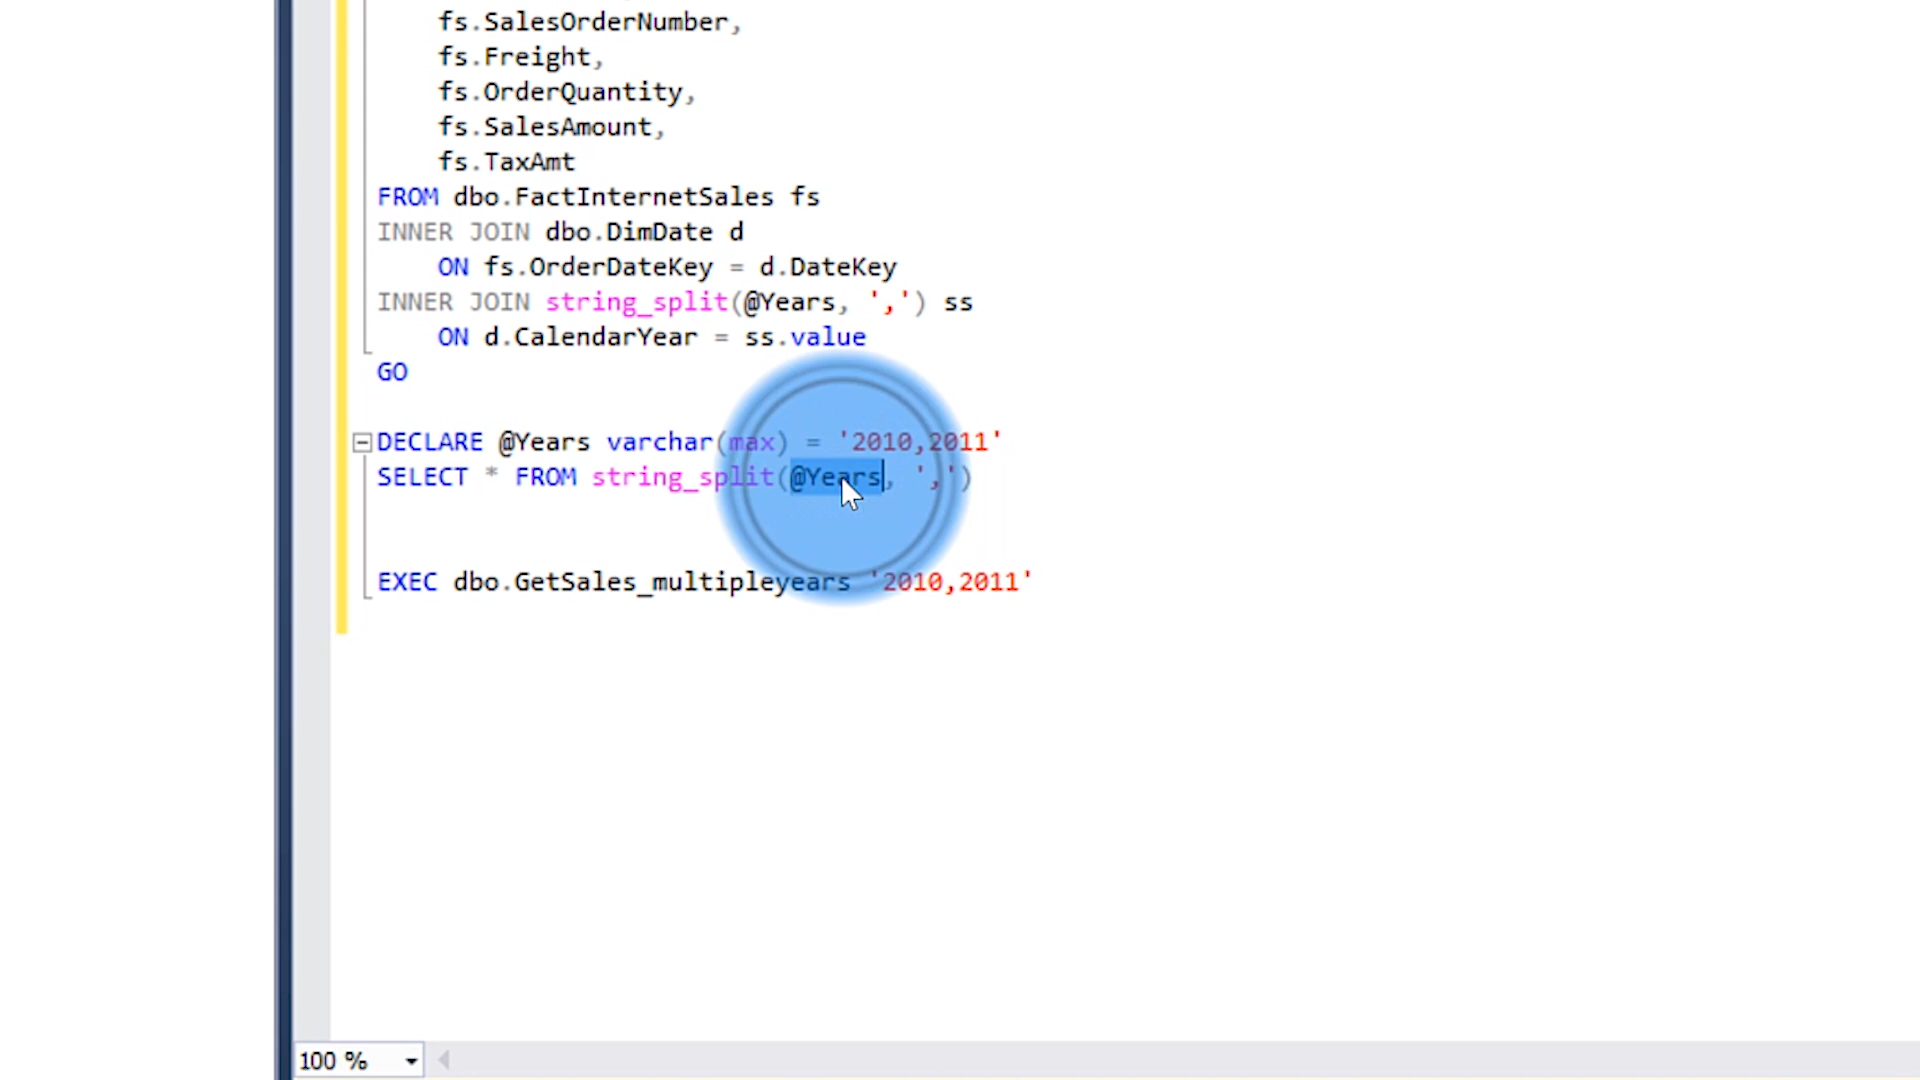 fs.SalesOrderNumber,
fs.Freight,
fs.OrderQuantity,
fs.SalesAmount,
fs.TaxAmt
FROM dbo.FactInternetSales fs
INNER JOIN dbo.DimDate d
ON fs.OrderDateKey = d.DateKey
INNER JOIN string_split(@Years, ',') ss
ON d.CalendarYear = ss.value
GO
DECLARE @Years varchar(max) = '2010,2011'
SELECT * FROM string_split(@Years, ',')
EXEC dbo.GetSales_multipleyears '2010,2011'
100 %